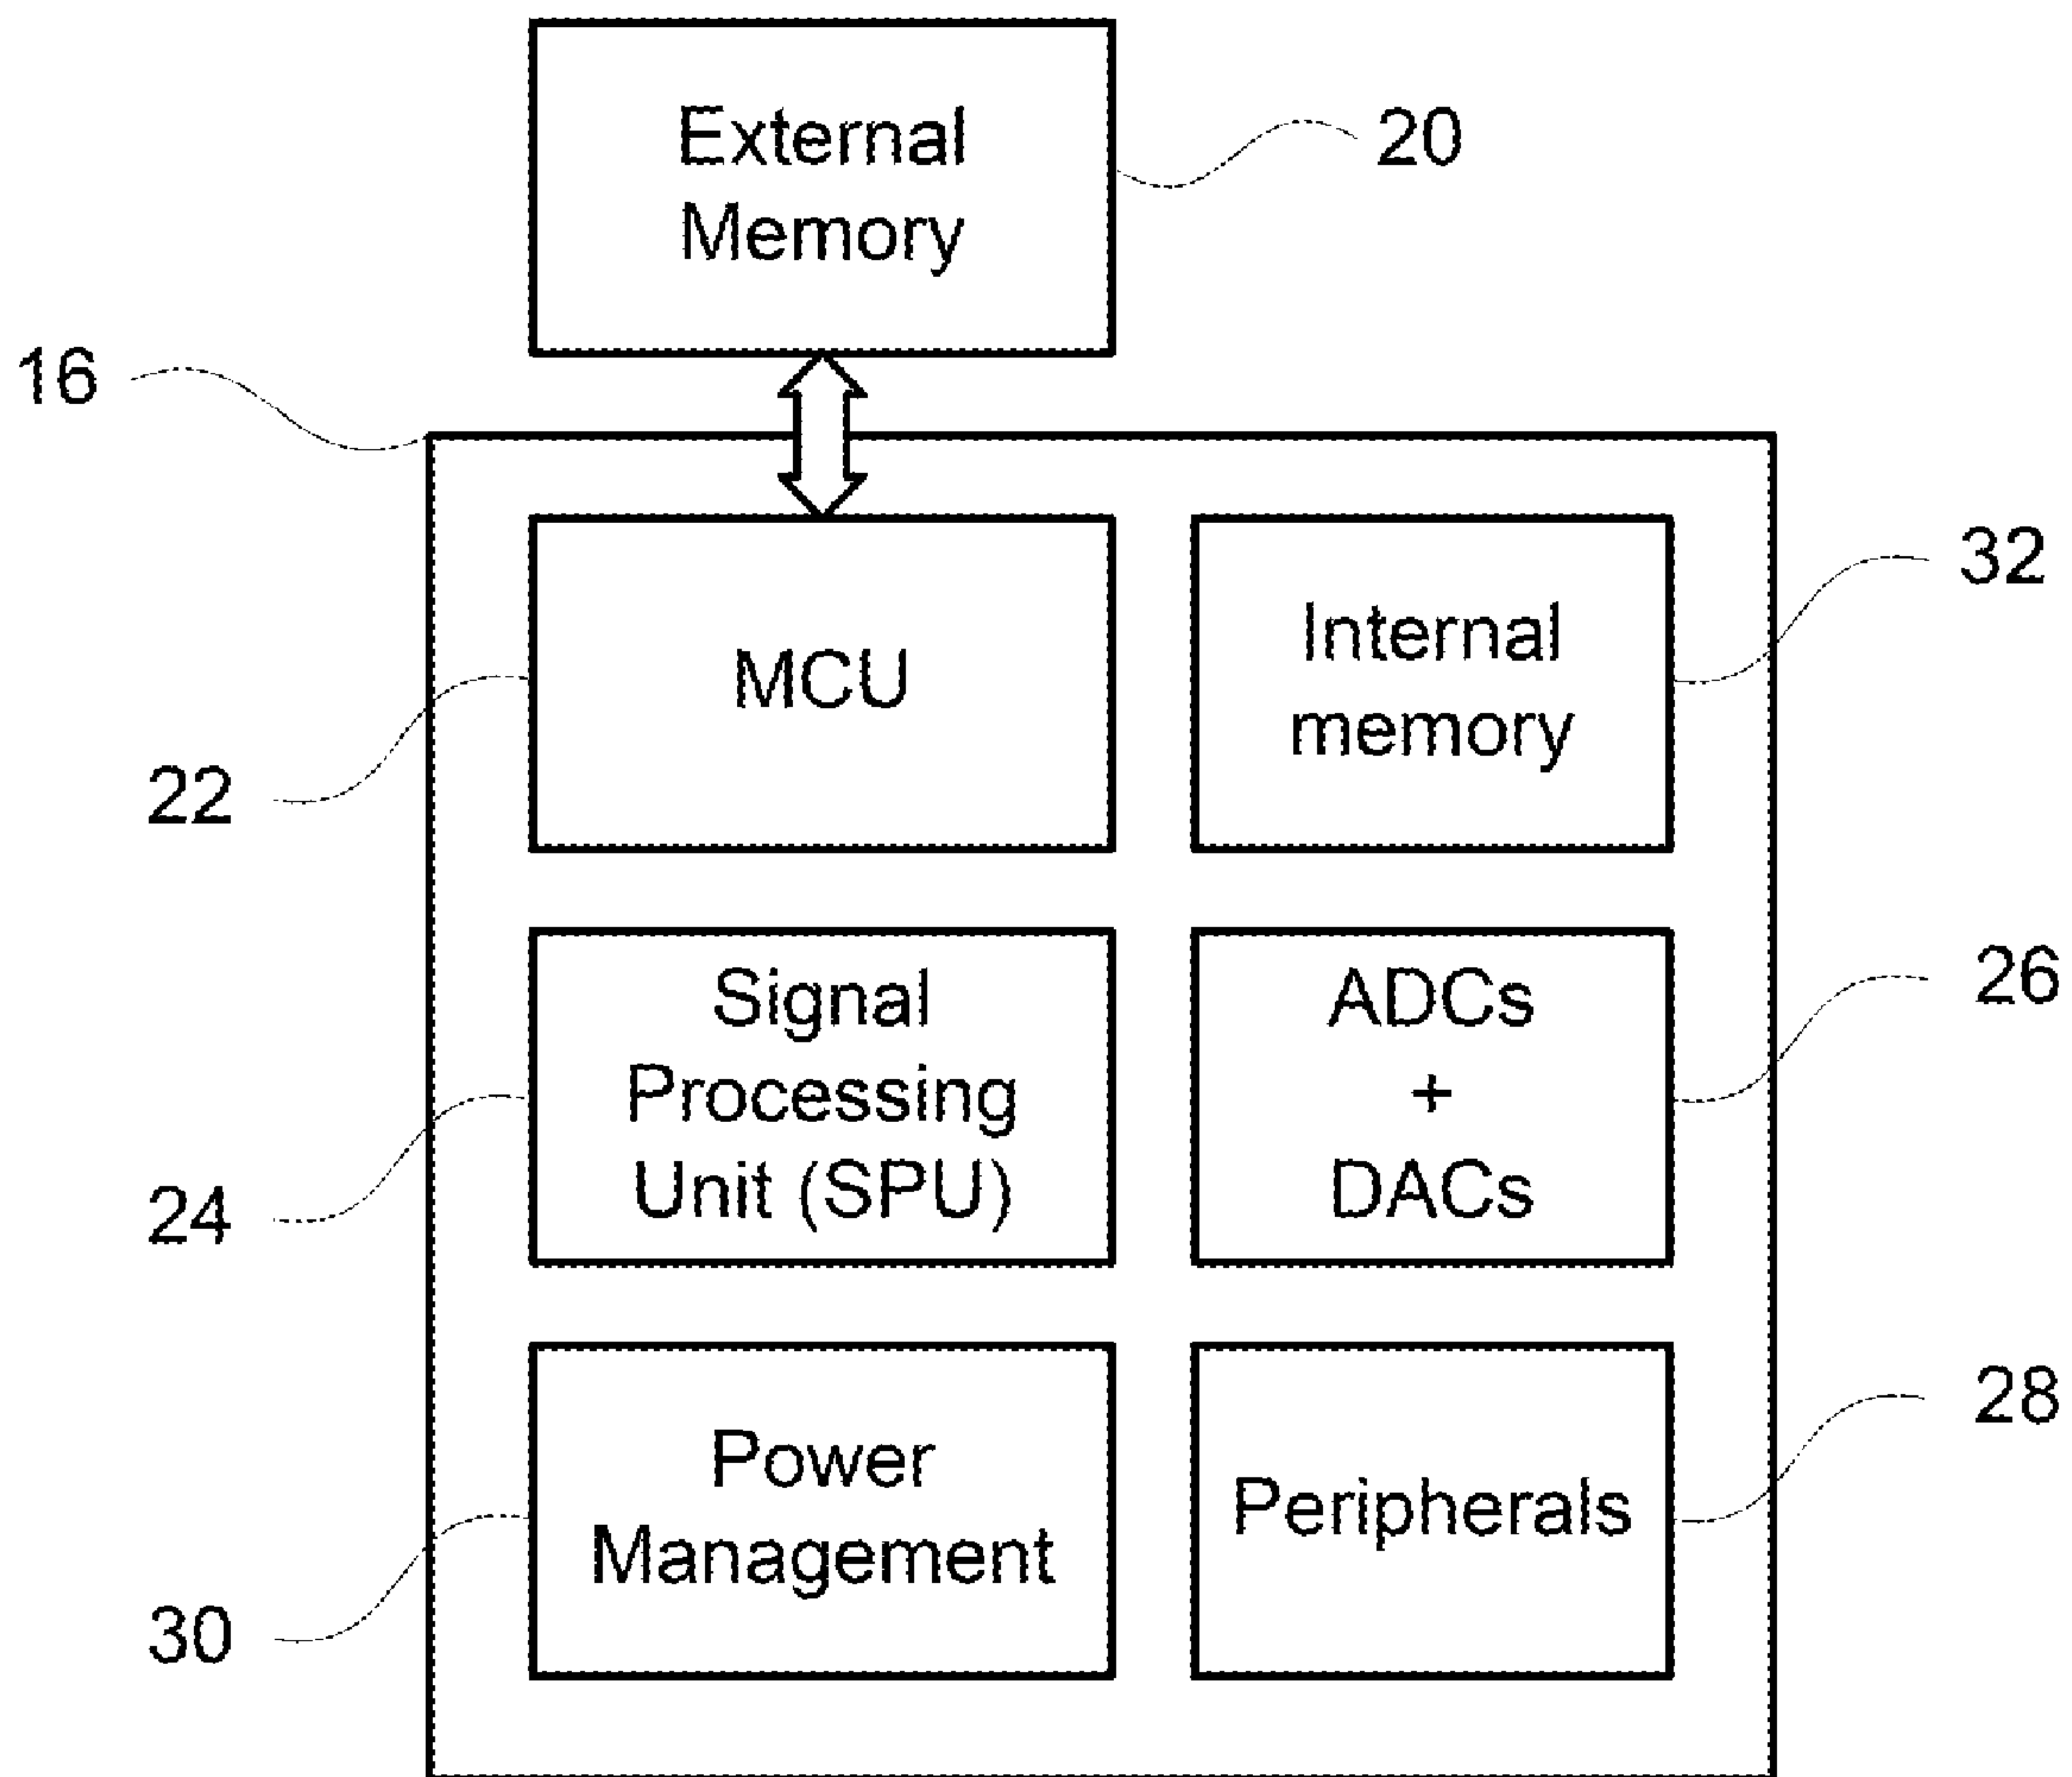 External
Memory
20
16
MCU
Internal
memory
32
22
Signal
Processing
Unit (SPU)
ADCs
+
DACs
26
24
Power
Management
Peripherals
28
30